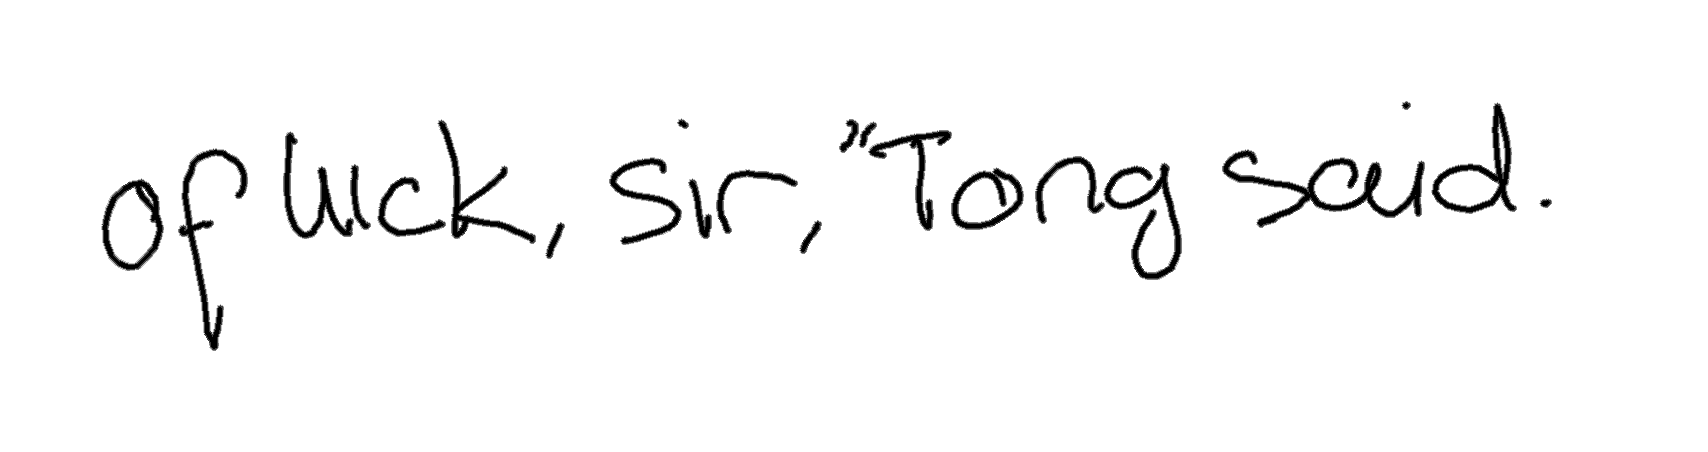 of luck, sir," Tong said.